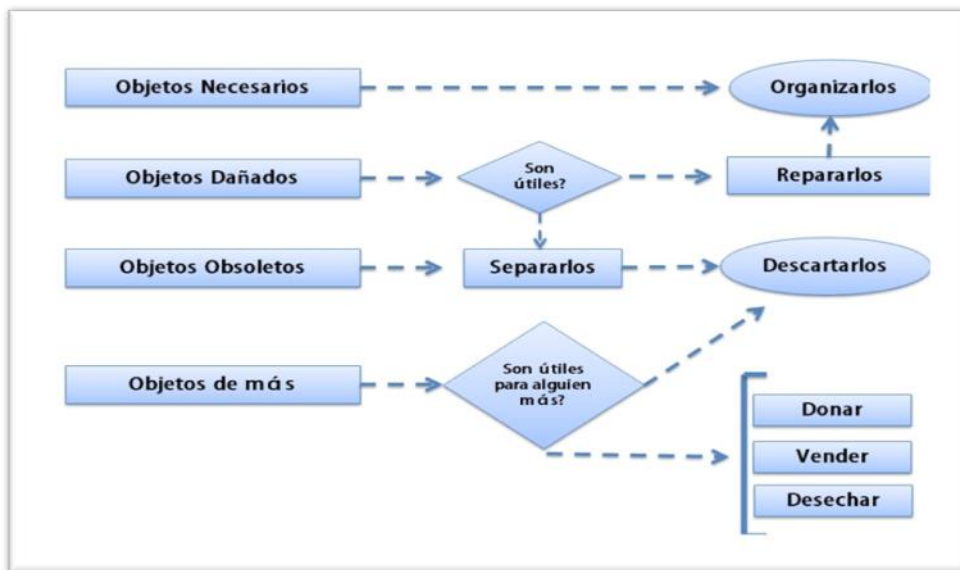 Objetos Necesarios
Organizarlos
Objetos Dañados
Son
útiles?
Repararlos
Objetos Obsoletos
Separarlos
Descartarlos
Objetos de más
Son útiles
para alguien
más?
Donar
Vender
Desechar